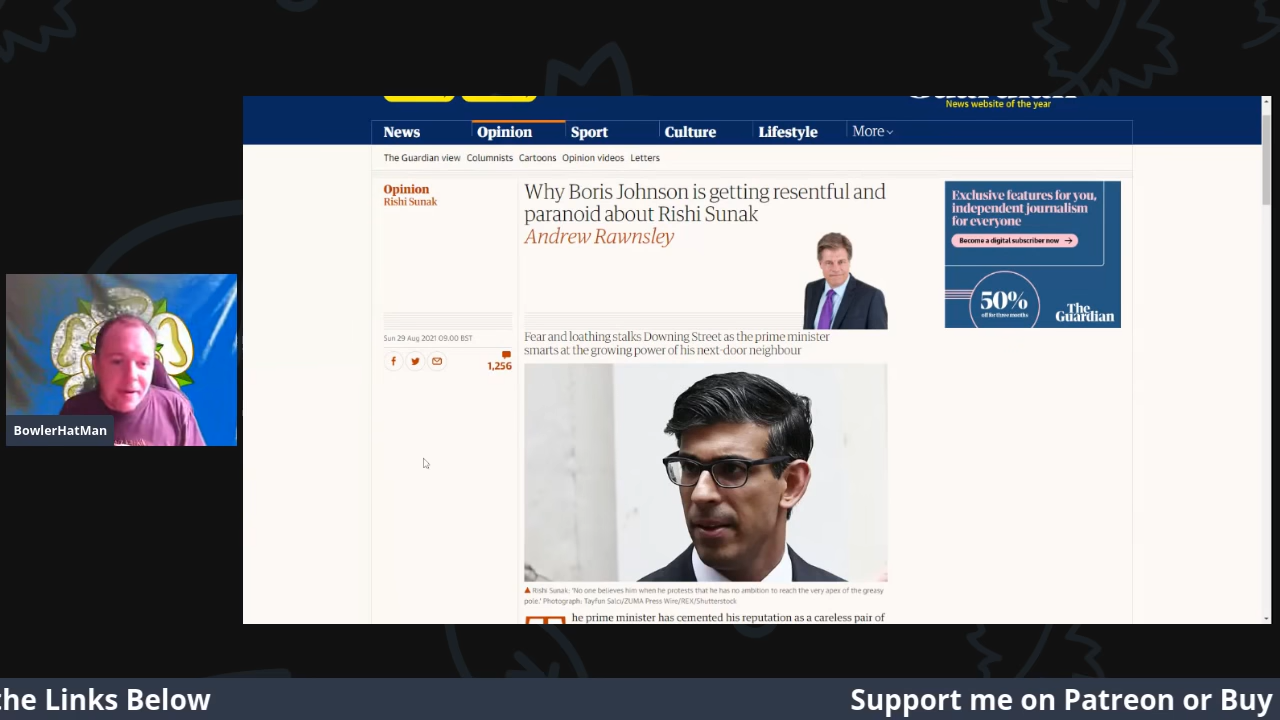 News website of the year
News
Opinion
Sport
Culture
Lifestyle
More
The Guardian view
Columnists
Cartoons
Opinion videos
Letters
Opinion
Rishi Sunak
Why Boris Johnson is getting resentful and
paranoid about Rishi Sunak
Andrew Rawnsley
Exclusive features for you,
independent journalism
for everyone
Become a digital subscriber now
50%
off for three months
The
Guardian
Sun 29 Aug 2021 09.00 BST
1,256
Fear and loathing stalks Downing Street as the prime minister
smarts at the growing power of his next-door neighbour
Rishi Sunak: 'No one believes him when he protests that he has no ambition to reach the very apex of the greasy
pole.' Photograph: Tayfun Salci/ZUMA Press Wire/REX/Shutterstock
he prime minister has cemented his reputation as a careless pair of
BowlerHatMan
the Links Below
Support me on Patreon or Buy